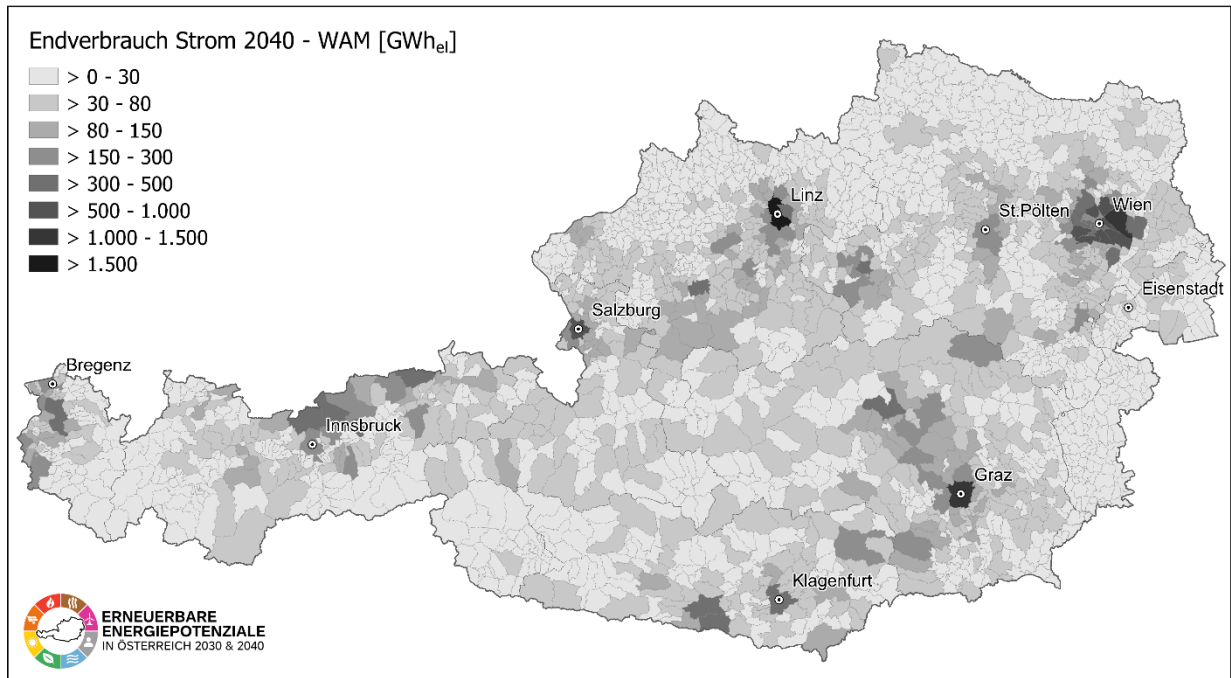 Endverbrauch Strom 2040 - WAM [GWhel]
> 0 - 30
> 30 - 80
> 80 - 150
> 150 - 300
> 300 - 500
> 500 - 1.000
> 1.000 - 1.500
> 1.500
Linz
St.Pölten
Wien
Eisenstadt
Salzburg
Bregenz
Innsbruck
Graz
Klagenfurt
ERNEUERBARE
ENERGIEPOTENZIALE
IN ÖSTERREICH 2030 & 2040